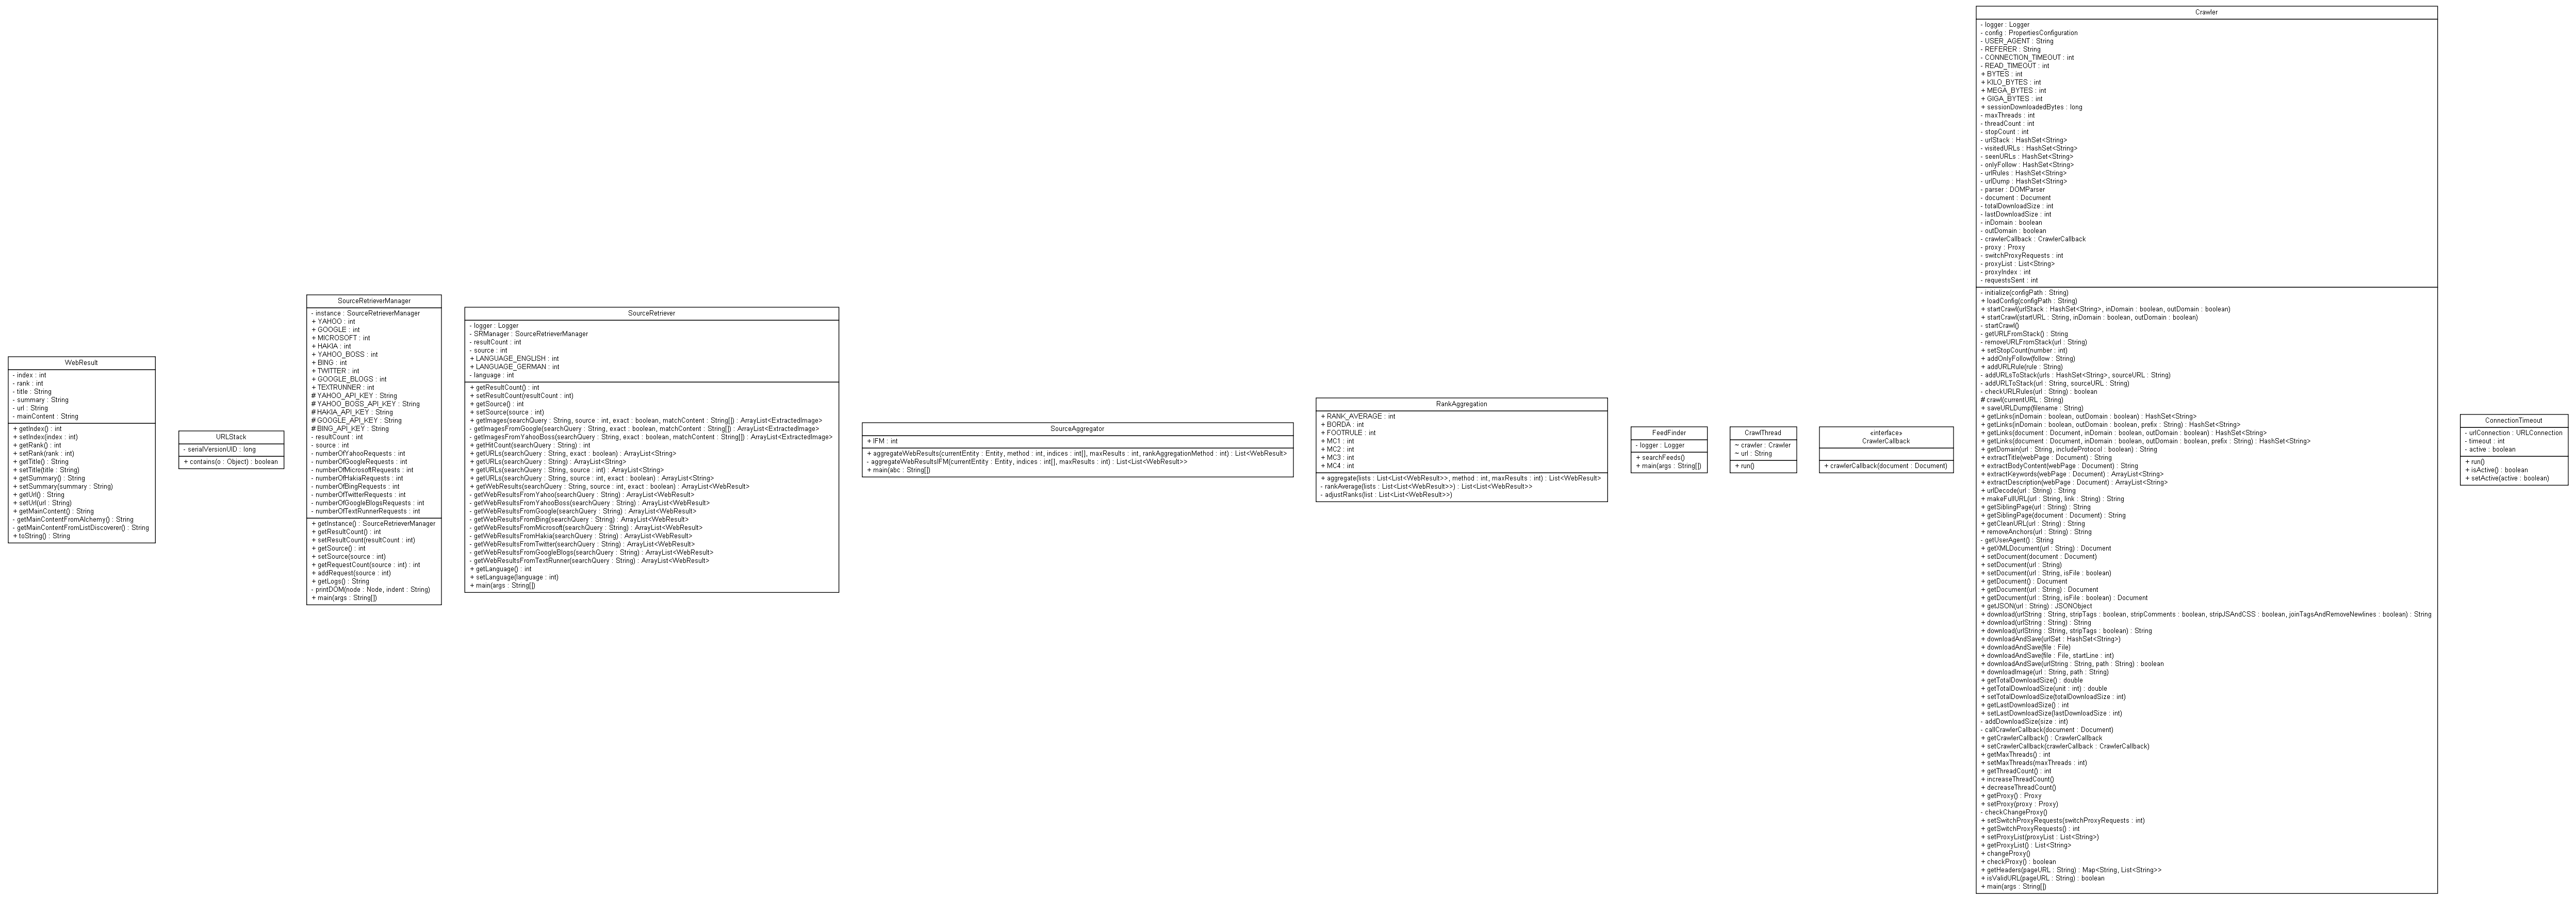 WebResult
- index : int
- rank : int
- title : String
- summary : String
- url : String
- mainContent : String
+ getIndex() : int
+ setIndex(index : int)
+ getRank() : int
+ setRank(rank : int)
+ getTitle() : String
+ setTitle(title : String)
+ getSummary() : String
+ setSummary(summary : String)
+ getUrl() : String
+ setUrl(url : String)
+ getMainContent() : String
- getMainContentFromAlchemy() : String
- getMainContentFromListDiscoverer() : String
+ toString() : String
URLStack
- serialVersionUID : long
+ contains(o : Object) : boolean
SourceRetrieverManager
- instance : SourceRetrieverManager
+ YAHOO : int
+ GOOGLE : int
+ MICROSOFT : int
+ HAKIA : int
+ YAHOO_BOSS : int
+ BING : int
+ TWITTER : int
+ GOOGLE_BLOGS : int
+ TEXTRUNNER : int
# YAHOO_API_KEY : String
# YAHOO_BOSS_API_KEY : String
# HAKIA_API_KEY : String
# GOOGLE_API_KEY : String
# BING_API_KEY : String
- resultCount : int
- source : int
- numberOfYahooRequests : int
- numberOfGoogleRequests : int
- numberOfMicrosoftRequests : int
- numberOfHakiaRequests : int
- numberOfBingRequests : int
- numberOfTwitterRequests : int
- numberOfGoogleBlogsRequests : int
- numberOfTextRunnerRequests : int
+ getInstance() : SourceRetrieverManager
+ getResultCount() : int
+ setResultCount(resultCount : int)
+ getSource() : int
+ setSource(source : int)
+ getRequestCount(source : int) : int
+ addRequest(source : int)
+ getLogs() : String
- printDOM(node : Node, indent : String)
+ main(args : String[])
SourceRetriever
- logger : Logger
- SRManager : SourceRetrieverManager
- resultCount : int
- source : int
+ LANGUAGE_ENGLISH : int
+ LANGUAGE_GERMAN : int
- language : int
+ getResultCount() : int
+ setResultCount(resultCount : int)
+ getSource() : int
+ setSource(source : int)
+ getImages(searchQuery : String, source : int, exact : boolean, matchContent : String[]) : ArrayList<ExtractedImage>
- getImagesFromGoogle(searchQuery : String, exact : boolean, matchContent : String[]) : ArrayList<ExtractedImage>
- getImagesFromYahooBoss(searchQuery : String, exact : boolean, matchContent : String[]) : ArrayList<ExtractedImage>
+ getHitCount(searchQuery : String) : int
+ getURLs(searchQuery : String, exact : boolean) : ArrayList<String>
+ getURLs(searchQuery : String) : ArrayList<String>
+ getURLs(searchQuery : String, source : int) : ArrayList<String>
+ getURLs(searchQuery : String, source : int, exact : boolean) : ArrayList<String>
+ getWebResults(searchQuery : String, source : int, exact : boolean) : ArrayList<WebResult>
- getWebResultsFromYahoo(searchQuery : String) : ArrayList<WebResult>
- getWebResultsFromYahooBoss(searchQuery : String) : ArrayList<WebResult>
- getWebResultsFromGoogle(searchQuery : String) : ArrayList<WebResult>
- getWebResultsFromBing(searchQuery : String) : ArrayList<WebResult>
- getWebResultsFromMicrosoft(searchQuery : String) : ArrayList<WebResult>
- getWebResultsFromHakia(searchQuery : String) : ArrayList<WebResult>
- getWebResultsFromTwitter(searchQuery : String) : ArrayList<WebResult>
- getWebResultsFromGoogleBlogs(searchQuery : String) : ArrayList<WebResult>
- getWebResultsFromTextRunner(searchQuery : String) : ArrayList<WebResult>
+ getLanguage() : int
+ setLanguage(language : int)
+ main(args : String[])
SourceAggregator
+ IFM : int
+ aggregateWebResults(currentEntity : Entity, method : int, indices : int[], maxResults : int, rankAggregationMethod : int) : List<WebResult>
- aggregateWebResultsIFM(currentEntity : Entity, indices : int[], maxResults : int) : List<List<WebResult>>
+ main(abc : String[])
RankAggregation
+ RANK_AVERAGE : int
+ BORDA : int
+ FOOTRULE : int
+ MC1 : int
+ MC2 : int
+ MC3 : int
+ MC4 : int
+ aggregate(lists : List<List<WebResult>>, method : int, maxResults : int) : List<WebResult>
- rankAverage(lists : List<List<WebResult>>) : List<List<WebResult>>
- adjustRanks(list : List<List<WebResult>>)
FeedFinder
- logger : Logger
+ searchFeeds()
+ main(args : String[])
CrawlThread
~ crawler : Crawler
~ url : String
+ run()
«interface»
CrawlerCallback
+ crawlerCallback(document : Document)
Crawler
- logger : Logger
- config : PropertiesConfiguration
- USER_AGENT : String
- REFERER : String
- CONNECTION_TIMEOUT : int
- READ_TIMEOUT : int
+ BYTES : int
+ KILO_BYTES : int
+ MEGA_BYTES : int
+ GIGA_BYTES : int
+ sessionDownloadedBytes : long
- maxThreads : int
- threadCount : int
- stopCount : int
- urlStack : HashSet<String>
- visitedURLs : HashSet<String>
- seenURLs : HashSet<String>
- onlyFollow : HashSet<String>
- urlRules : HashSet<String>
- urlDump : HashSet<String>
- parser : DOMParser
- document : Document
- totalDownloadSize : int
- lastDownloadSize : int
- inDomain : boolean
- outDomain : boolean
- crawlerCallback : CrawlerCallback
- proxy : Proxy
- switchProxyRequests : int
- proxyList : List<String>
- proxyIndex : int
- requestsSent : int
- initialize(configPath : String)
+ loadConfig(configPath : String)
+ startCrawl(urlStack : HashSet<String>, inDomain : boolean, outDomain : boolean)
+ startCrawl(startURL : String, inDomain : boolean, outDomain : boolean)
- startCrawl()
- getURLFromStack() : String
- removeURLFromStack(url : String)
+ setStopCount(number : int)
+ addOnlyFollow(follow : String)
+ addURLRule(rule : String)
- addURLsToStack(urls : HashSet<String>, sourceURL : String)
- addURLToStack(url : String, sourceURL : String)
- checkURLRules(url : String) : boolean
# crawl(currentURL : String)
+ saveURLDump(filename : String)
+ getLinks(inDomain : boolean, outDomain : boolean) : HashSet<String>
+ getLinks(inDomain : boolean, outDomain : boolean, prefix : String) : HashSet<String>
+ getLinks(document : Document, inDomain : boolean, outDomain : boolean) : HashSet<String>
+ getLinks(document : Document, inDomain : boolean, outDomain : boolean, prefix : String) : HashSet<String>
+ getDomain(url : String, includeProtocol : boolean) : String
+ extractTitle(webPage : Document) : String
+ extractBodyContent(webPage : Document) : String
+ extractKeywords(webPage : Document) : ArrayList<String>
+ extractDescription(webPage : Document) : ArrayList<String>
+ urlDecode(url : String) : String
+ makeFullURL(url : String, link : String) : String
+ getSiblingPage(url : String) : String
+ getSiblingPage(document : Document) : String
+ getCleanURL(url : String) : String
+ removeAnchors(url : String) : String
- getUserAgent() : String
+ getXMLDocument(url : String) : Document
+ setDocument(document : Document)
+ setDocument(url : String)
+ setDocument(url : String, isFile : boolean)
+ getDocument() : Document
+ getDocument(url : String) : Document
+ getDocument(url : String, isFile : boolean) : Document
+ getJSON(url : String) : JSONObject
+ download(urlString : String, stripTags : boolean, stripComments : boolean, stripJSAndCSS : boolean, joinTagsAndRemoveNewlines : boolean) : String
+ download(urlString : String) : String
+ download(urlString : String, stripTags : boolean) : String
+ downloadAndSave(urlSet : HashSet<String>)
+ downloadAndSave(file : File)
+ downloadAndSave(file : File, startLine : int)
+ downloadAndSave(urlString : String, path : String) : boolean
+ downloadImage(url : String, path : String)
+ getTotalDownloadSize() : double
+ getTotalDownloadSize(unit : int) : double
+ setTotalDownloadSize(totalDownloadSize : int)
+ getLastDownloadSize() : int
+ setLastDownloadSize(lastDownloadSize : int)
- addDownloadSize(size : int)
- callCrawlerCallback(document : Document)
+ getCrawlerCallback() : CrawlerCallback
+ setCrawlerCallback(crawlerCallback : CrawlerCallback)
+ getMaxThreads() : int
+ setMaxThreads(maxThreads : int)
+ getThreadCount() : int
+ increaseThreadCount()
+ decreaseThreadCount()
+ getProxy() : Proxy
+ setProxy(proxy : Proxy)
- checkChangeProxy()
+ setSwitchProxyRequests(switchProxyRequests : int)
+ getSwitchProxyRequests() : int
+ setProxyList(proxyList : List<String>)
+ getProxyList() : List<String>
+ changeProxy()
+ checkProxy() : boolean
+ getHeaders(pageURL : String) : Map<String, List<String>>
+ isValidURL(pageURL : String) : boolean
+ main(args : String[])
ConnectionTimeout
- urlConnection : URLConnection
- timeout : int
- active : boolean
+ run()
+ isActive() : boolean
+ setActive(active : boolean)